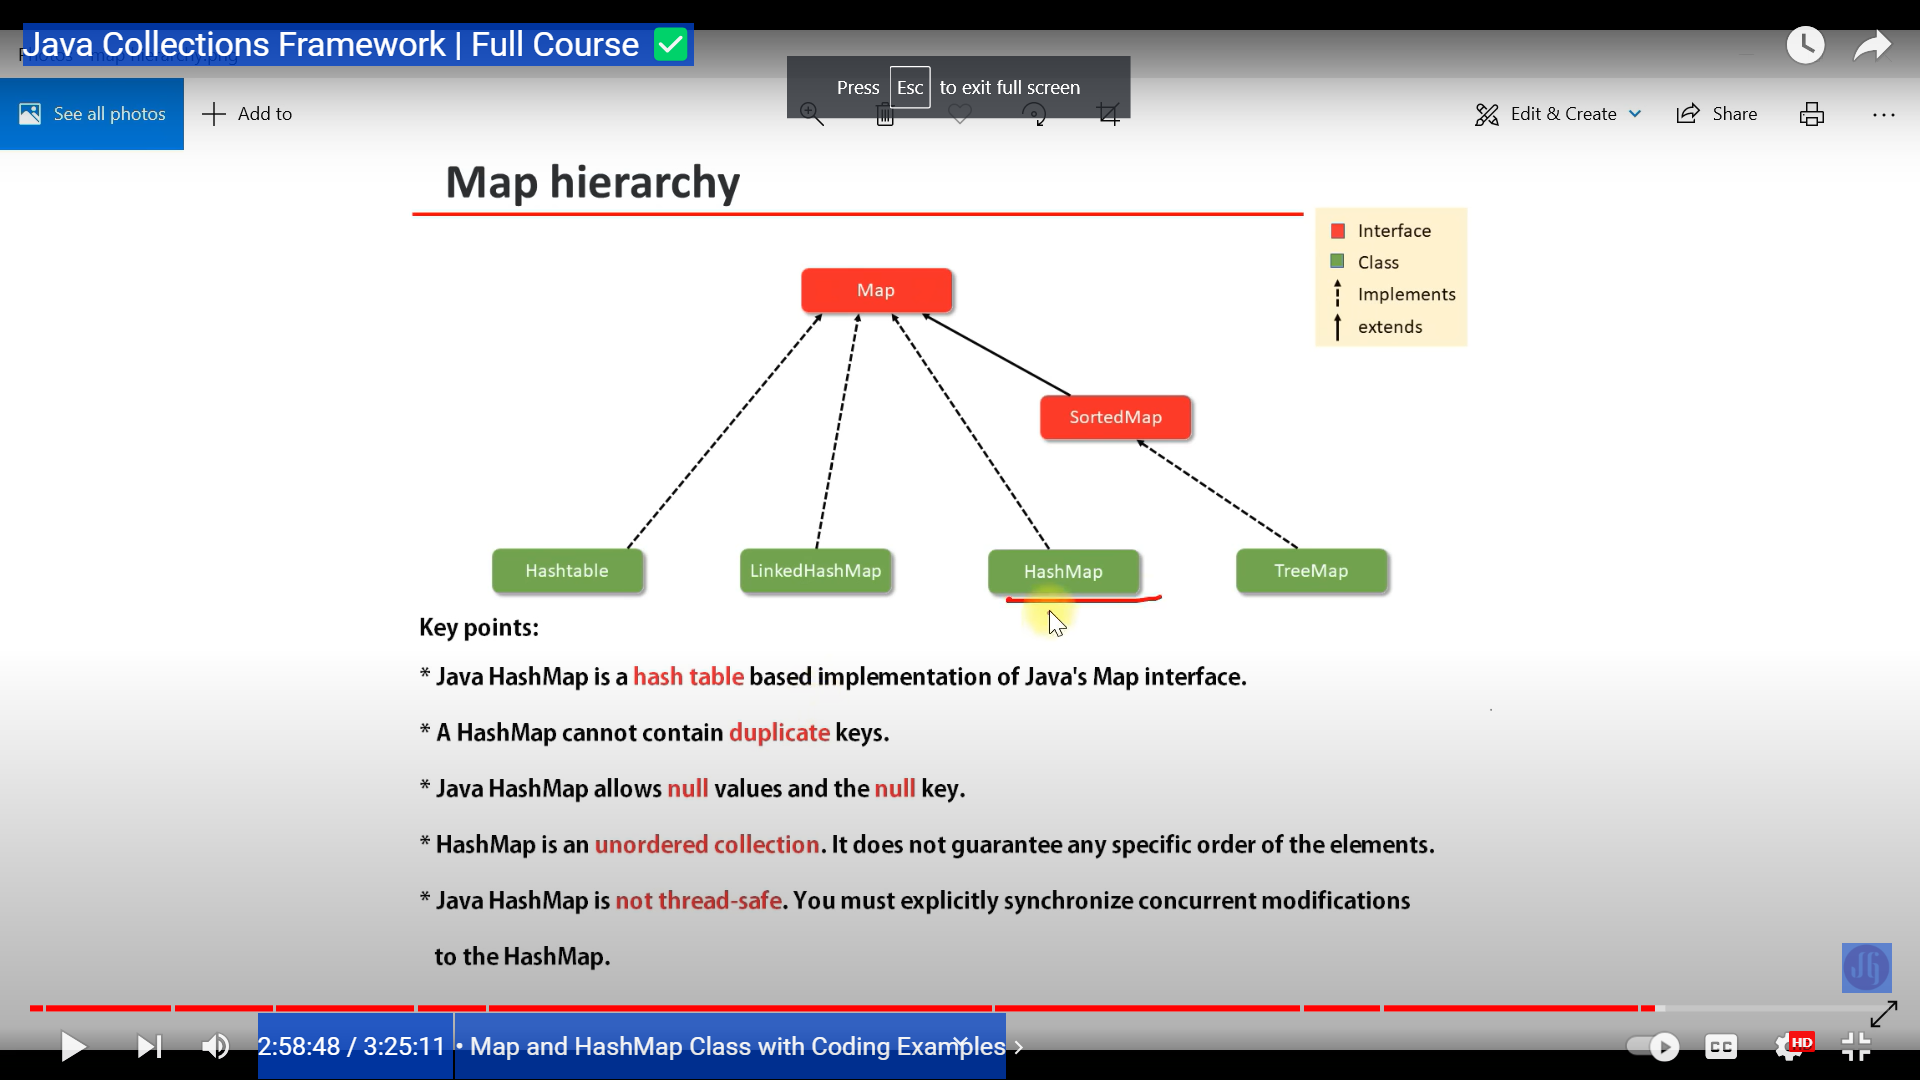 Java Collections Framework | Full Course
Press Esc to exit full screen
See all photos
Add to
Edit & Create
Share
Map hierarchy
Interface
Class
Implements
extends
Map
SortedMap
Hashtable
LinkedHashMap
HashMap
TreeMap
Key points:
* Java HashMap is a hash table based implementation of Java's Map interface.
* A HashMap cannot contain duplicate keys.
* Java HashMap allows null values and the null key.
* HashMap is an unordered collection. It does not guarantee any specific order of the elements.
* Java HashMap is not thread-safe. You must explicitly synchronize concurrent modifications
to the HashMap.
JG
2:58:48 / 3:25:11 • Map and HashMap Class with Coding Examples
CC
HD